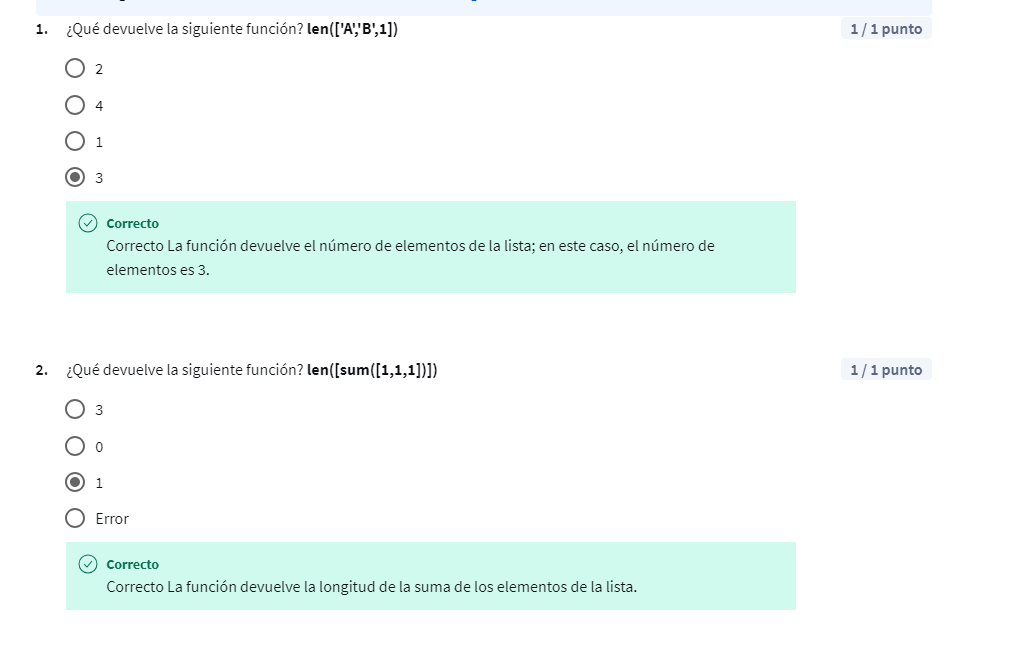 1. ¿Qué devuelve la siguiente función? len(['A','B',1])
1 / 1 punto
2
4
1
3
Correcto
Correcto La función devuelve el número de elementos de la lista; en este caso, el número de
elementos es 3.
2. ¿Qué devuelve la siguiente función? len([sum([1,1,1])])
1 / 1 punto
3
0
1
Error
Correcto
Correcto La función devuelve la longitud de la suma de los elementos de la lista.